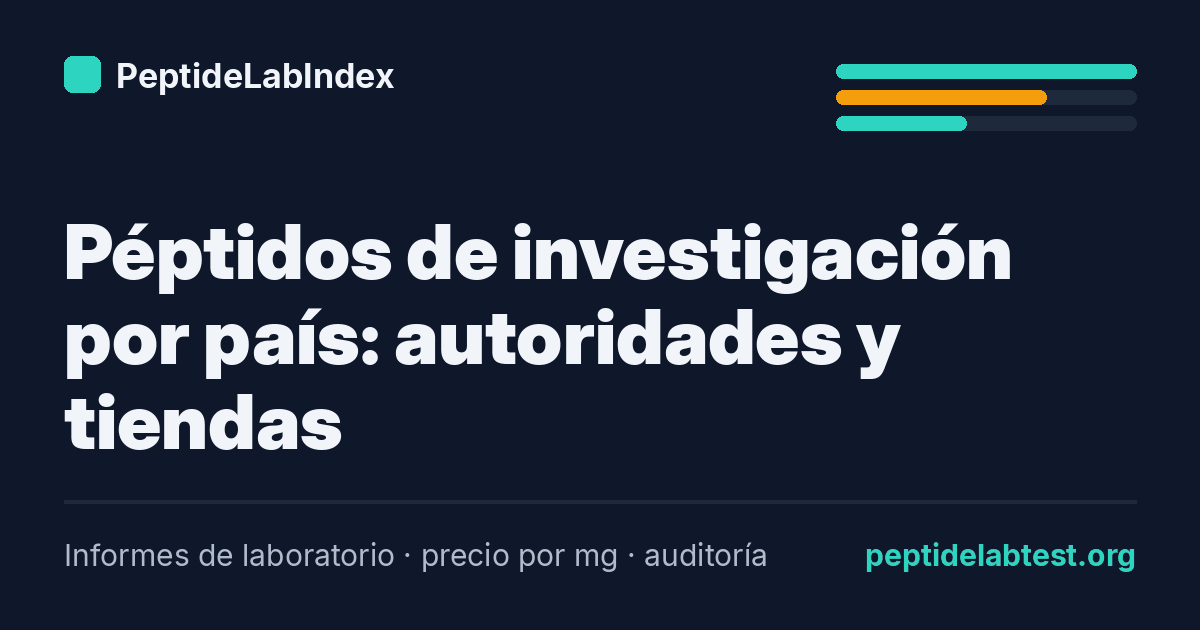 PeptideLabIndex
Péptidos de investigación
por país: autoridades y
tiendas
Informes de laboratorio · precio por mg · auditoría
peptidelabtest.org